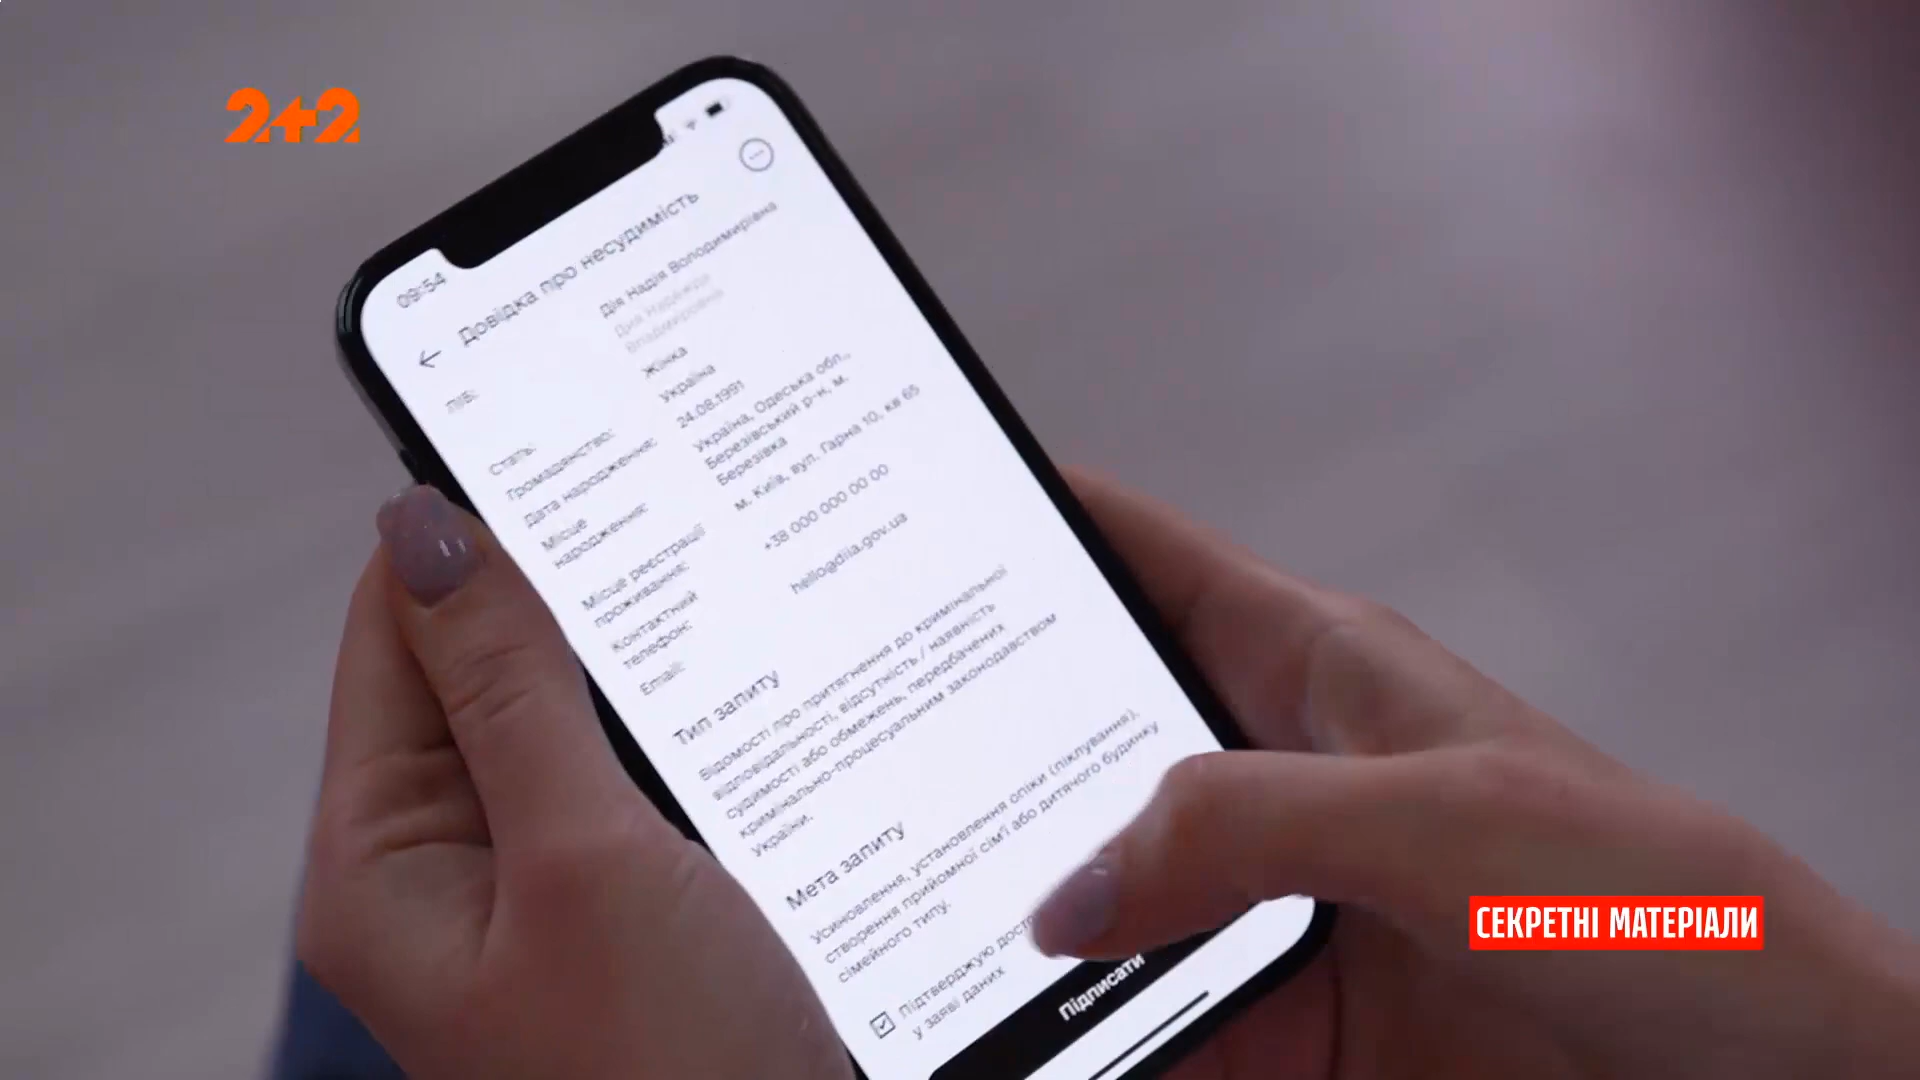 2+2
09:54
Довідка про несудимість
ПІБ:
Дія Надія Володимирівна
Дия Надежда
Владимировна
Стать:
Жінка
Громадянство:
Україна
Дата народження:
24.08.1991
Місце
народження:
Україна, Одеська обл.,
Березівський р-н, м.
Березівка
Місце реєстрації
проживання:
м. Київ, вул. Гарна 10, кв 65
Контактний
телефон:
+38 000 000 00 00
Email:
hello@diia.gov.ua
Тип запиту
Відомості про притягнення до кримінальної
відповідальності, відсутність / наявність
судимості або обмежень, передбачених
кримінально-процесуальним законодавством
України.
Мета запиту
Усиновлення, установлення опіки (піклування),
створення прийомної сім'ї або дитячого будинку
сімейного типу.
Підтверджую
у заяві даних
Підписати
СЕКРЕТНІ МАТЕРІАЛИ